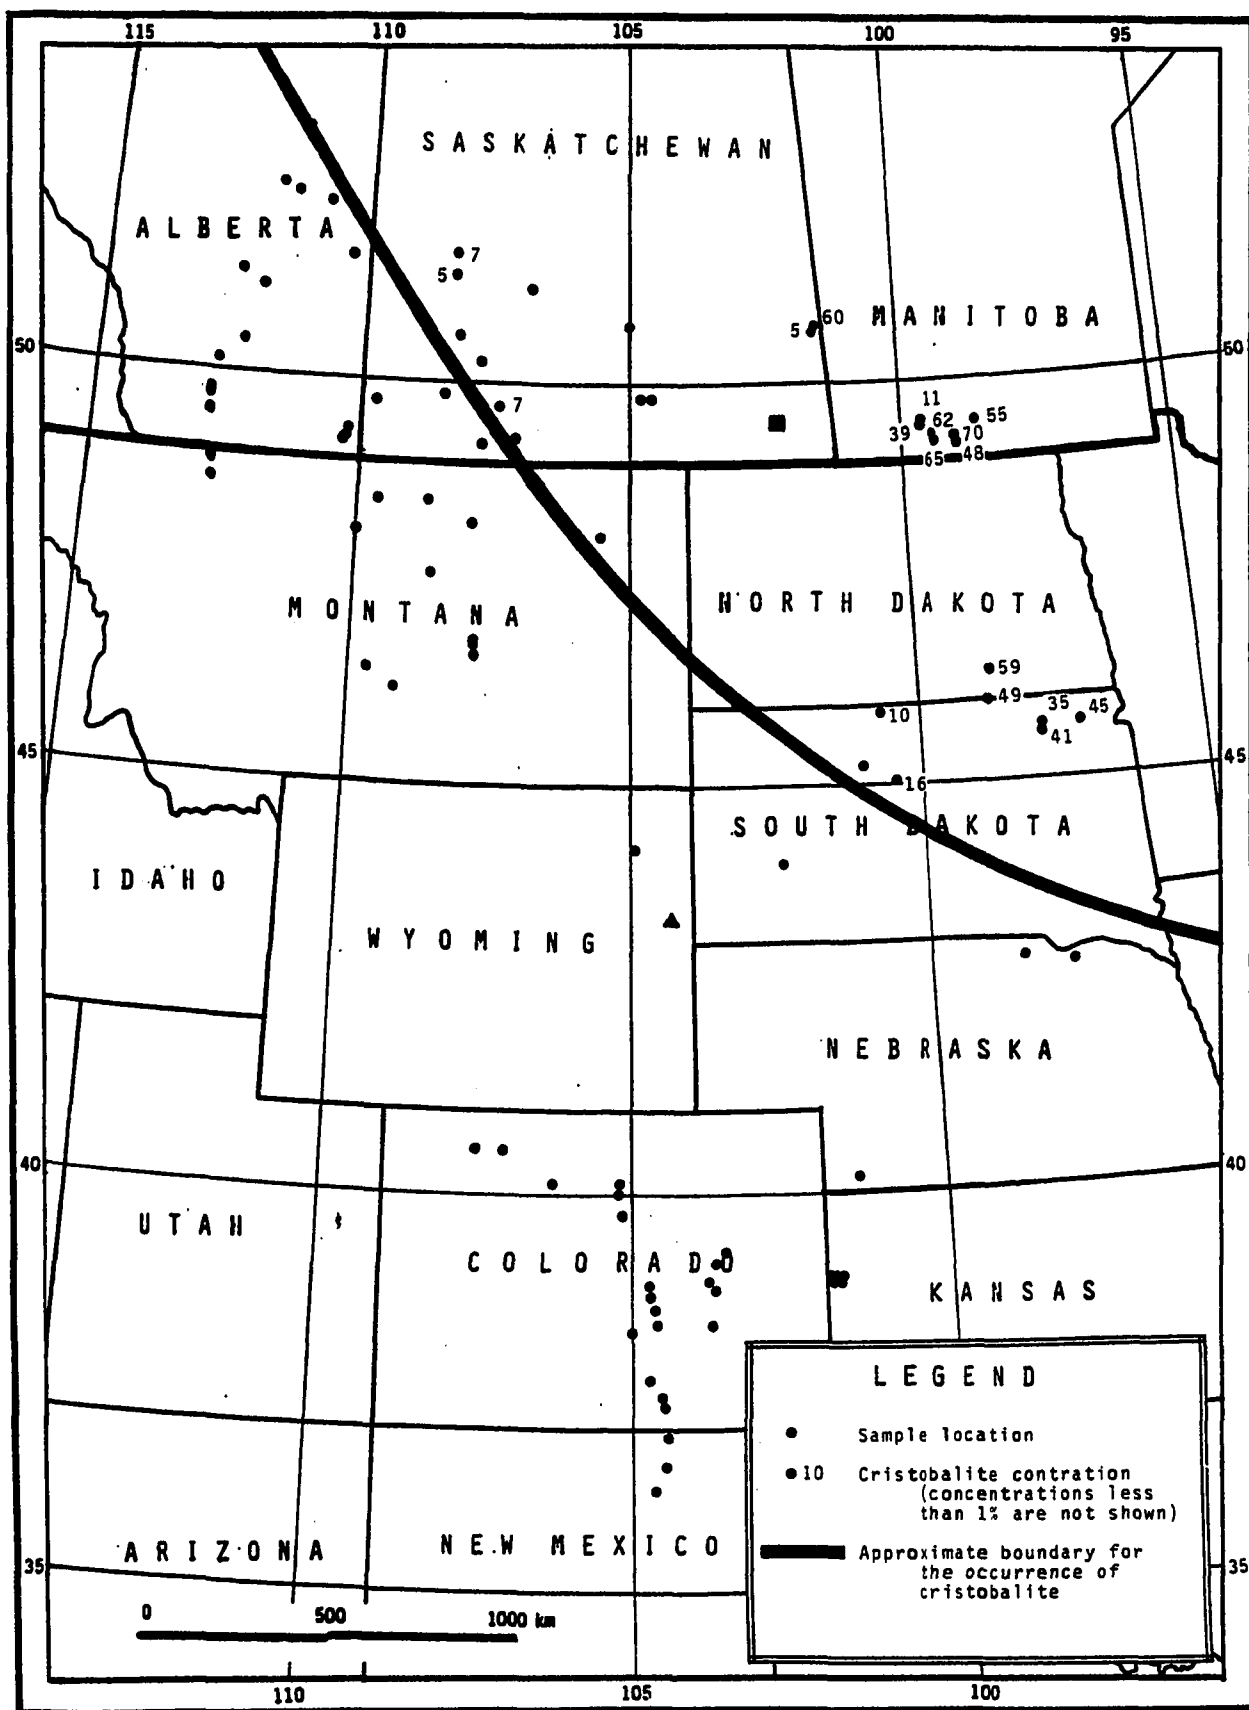 115 110 105 100 95
SASKATCHEWAN
ALBERTA
7
5
60 MANITOBA
5
50 50
7
11
55
62
39 70
65 48
MONTANA
NORTH DAKOTA
59
49 35 45
10
41
45 45
16
SOUTH DAKOTA
IDAHO
WYOMING
NEBRASKA
40 40
UTAH
COLORADO
KANSAS
LEGEND
Sample location
10 Cristobalite contration
(concentrations less
than 1% are not shown)
Approximate boundary for
the occurrence of
cristobalite
ARIZONA
NEW MEXICO
35 35
0 500 1000 km
110 105 100